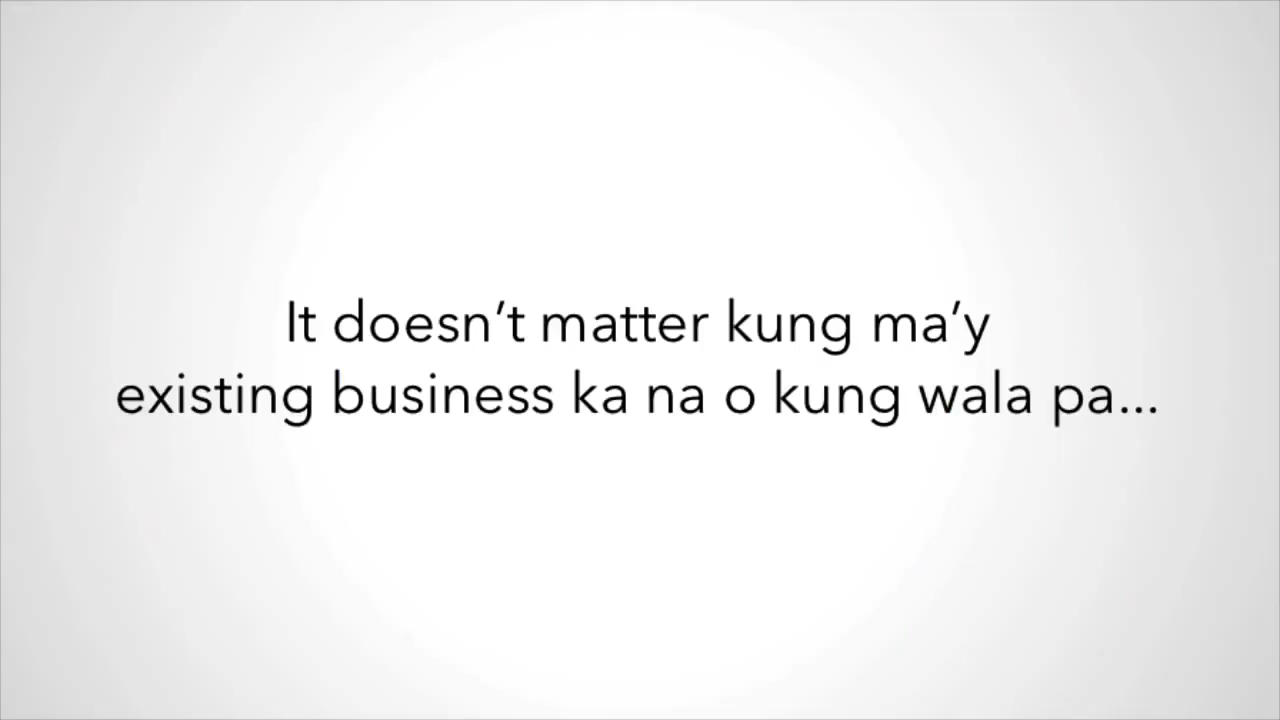 It doesn’t matter kung ma’y
existing business ka na o kung wala pa...